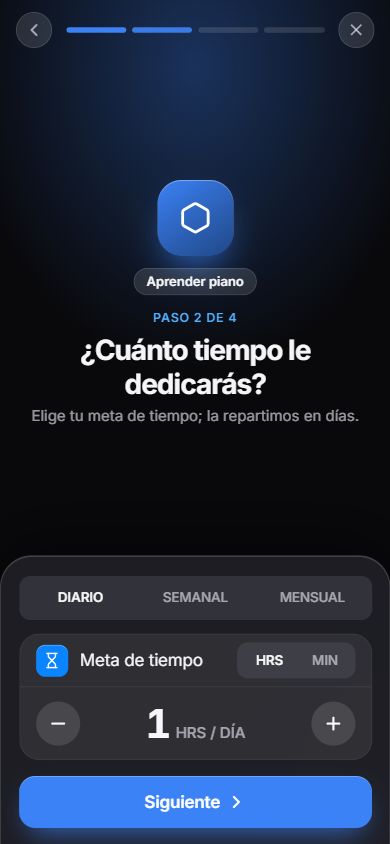 Aprender piano
PASO 2 DE 4
¿Cuánto tiempo le
dedicarás?
Elige tu meta de tiempo; la repartimos en días.
DIARIO SEMANAL MENSUAL
Meta de tiempo HRS MIN
− 1 HRS / DÍA +
Siguiente